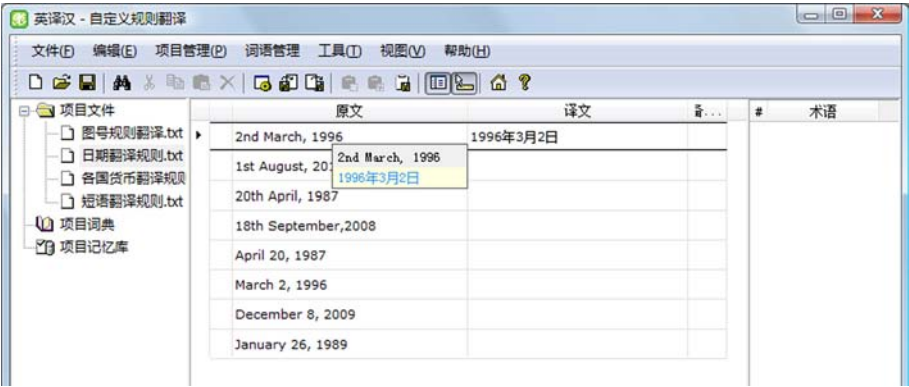 英译汉 - 自定义规则翻译
文件(F) 编辑(E) 项目管理(P) 词语管理 工具(T) 视图(V) 帮助(H)
项目文件
图号规则翻译.txt
日期翻译规则.txt
各国货币翻译规则
短语翻译规则.txt
项目词典
项目记忆库
原文 译文 备... # 术语
2nd March, 1996 1996年3月2日
2nd March, 1996
1996年3月2日
1st August, 201
20th April, 1987
18th September,2008
April 20, 1987
March 2, 1996
December 8, 2009
January 26, 1989